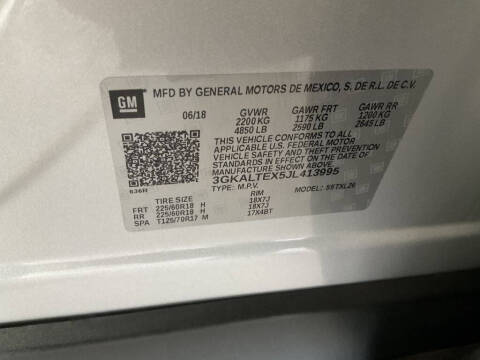 GM
MFD BY GENERAL MOTORS DE MEXICO, S. DE R.L. DE C.V.
06/18 GVWR GAWR FRT GAWR RR
2200 KG 1175 KG 1200 KG
4850 LB 2590 LB 2645 LB
THIS VEHICLE CONFORMS TO ALL
APPLICABLE U.S. FEDERAL MOTOR
VEHICLE SAFETY AND THEFT PREVENTION
STANDARDS IN EFFECT ON THE DATE OF
MANUFACTURE SHOWN ABOVE.
3GKALTEX5JL413995
TYPE: M.P.V. MODEL:
TIRE SIZE RIM
FRT 225/60R18 H 18X7J
RR 225/60R18 H 18X7J
SPA T125/70R17 M 17X4BT